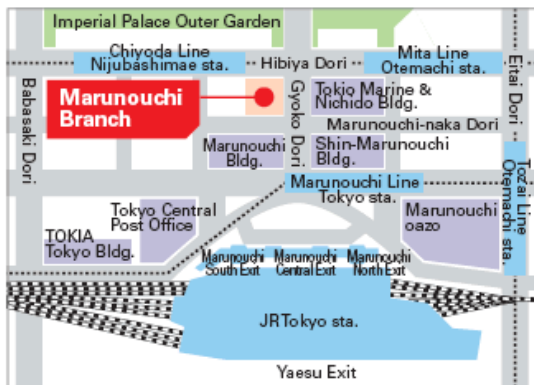 Imperial Palace Outer Garden
Chiyoda Line
Nijubashimae sta.
Hibiya Dori
Mita Line
Otemachi sta.
Eitai Dori
Babasaki Dori
Marunouchi
Branch
Gyoko Dori
Tokio Marine &
Nichido Bldg.
Marunouchi-naka Dori
Marunouchi
Bldg.
Shin-Marunouchi
Bldg.
Tozai Line
Otemachi sta.
Marunouchi Line
Tokyo sta.
Tokyo Central
Post Office
Marunouchi
oazo
TOKIA
Tokyo Bldg.
Marunouchi
South Exit
Marunouchi
Central Exit
Marunouchi
North Exit
JR Tokyo sta.
Yaesu Exit